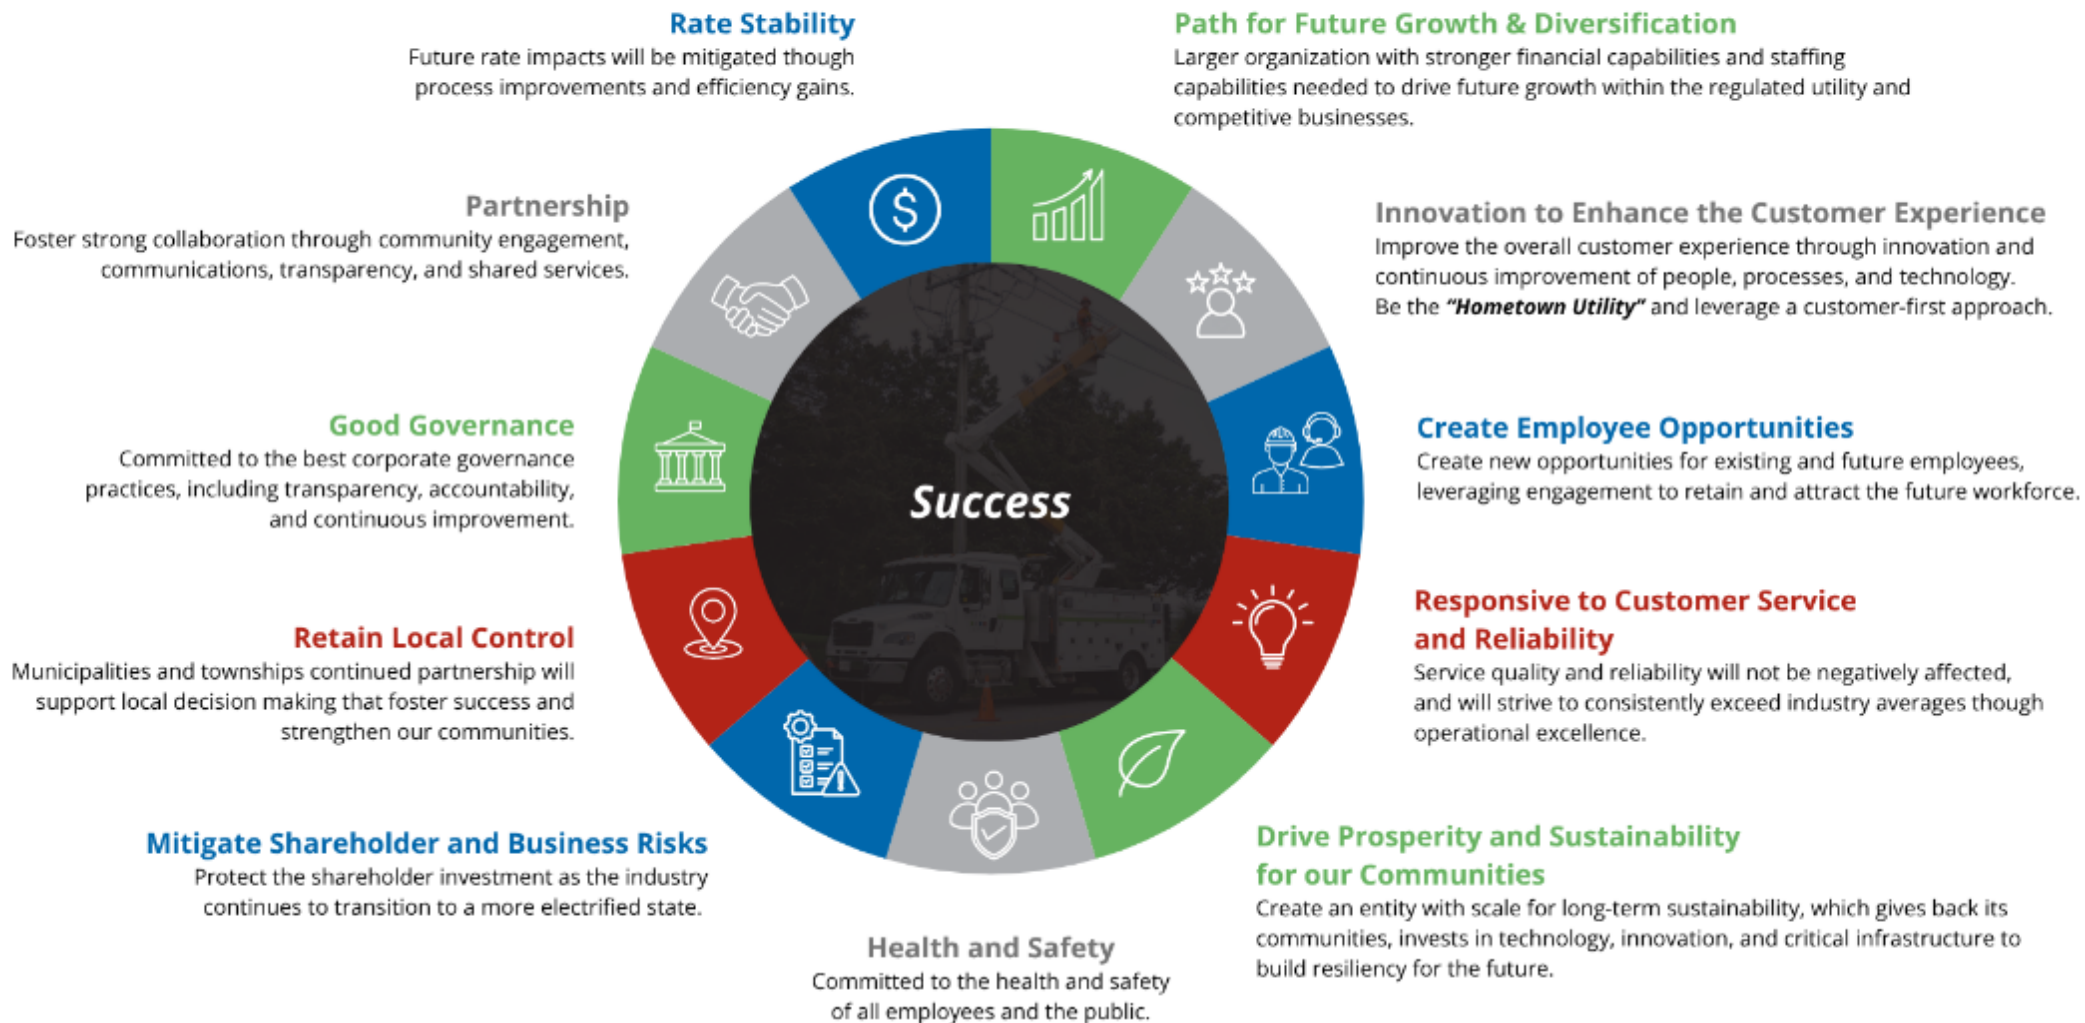 Rate Stability
Future rate impacts will be mitigated though
process improvements and efficiency gains.
Path for Future Growth & Diversification
Larger organization with stronger financial capabilities and staffing
capabilities needed to drive future growth within the regulated utility and
competitive businesses.
Partnership
Foster strong collaboration through community engagement,
communications, transparency, and shared services.
Innovation to Enhance the Customer Experience
Improve the overall customer experience through innovation and
continuous improvement of people, processes, and technology.
Be the “Hometown Utility” and leverage a customer-first approach.
Good Governance
Committed to the best corporate governance
practices, including transparency, accountability,
and continuous improvement.
Create Employee Opportunities
Create new opportunities for existing and future employees,
leveraging engagement to retain and attract the future workforce.
Success
Retain Local Control
Municipalities and townships continued partnership will
support local decision making that foster success and
strengthen our communities.
Responsive to Customer Service
and Reliability
Service quality and reliability will not be negatively affected,
and will strive to consistently exceed industry averages though
operational excellence.
Mitigate Shareholder and Business Risks
Protect the shareholder investment as the industry
continues to transition to a more electrified state.
Drive Prosperity and Sustainability
for our Communities
Create an entity with scale for long-term sustainability, which gives back its
communities, invests in technology, innovation, and critical infrastructure to
build resiliency for the future.
Health and Safety
Committed to the health and safety
of all employees and the public.